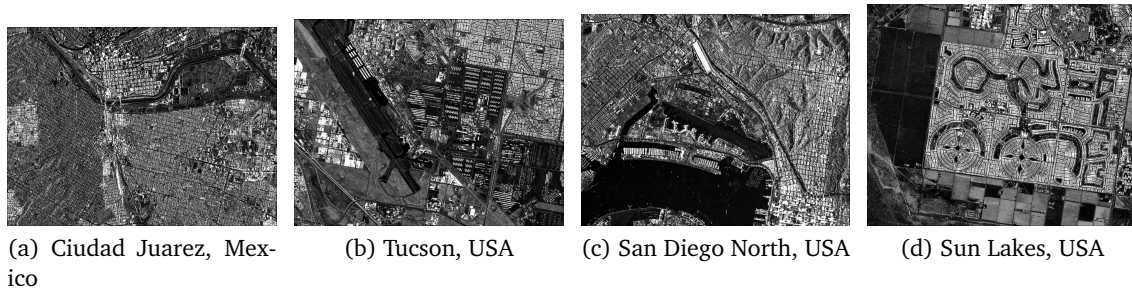 (a) Ciudad Juarez, Mex-
ico
(b) Tucson, USA
(c) San Diego North, USA
(d) Sun Lakes, USA